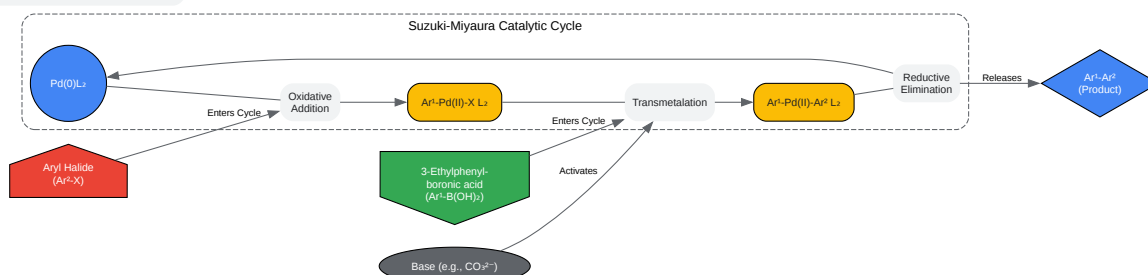 Suzuki-Miyaura Catalytic Cycle
Pd(0)L₂
Oxidative
Addition
Ar¹-Pd(II)-X L₂
Transmetalation
Ar¹-Pd(II)-Ar² L₂
Reductive
Elimination
Releases
Ar¹-Ar²
(Product)
Enters Cycle
Enters Cycle
Aryl Halide
(Ar²-X)
3-Ethylphenyl-
boronic acid
(Ar¹-B(OH)₂)
Activates
Base (e.g., CO₃²⁻)